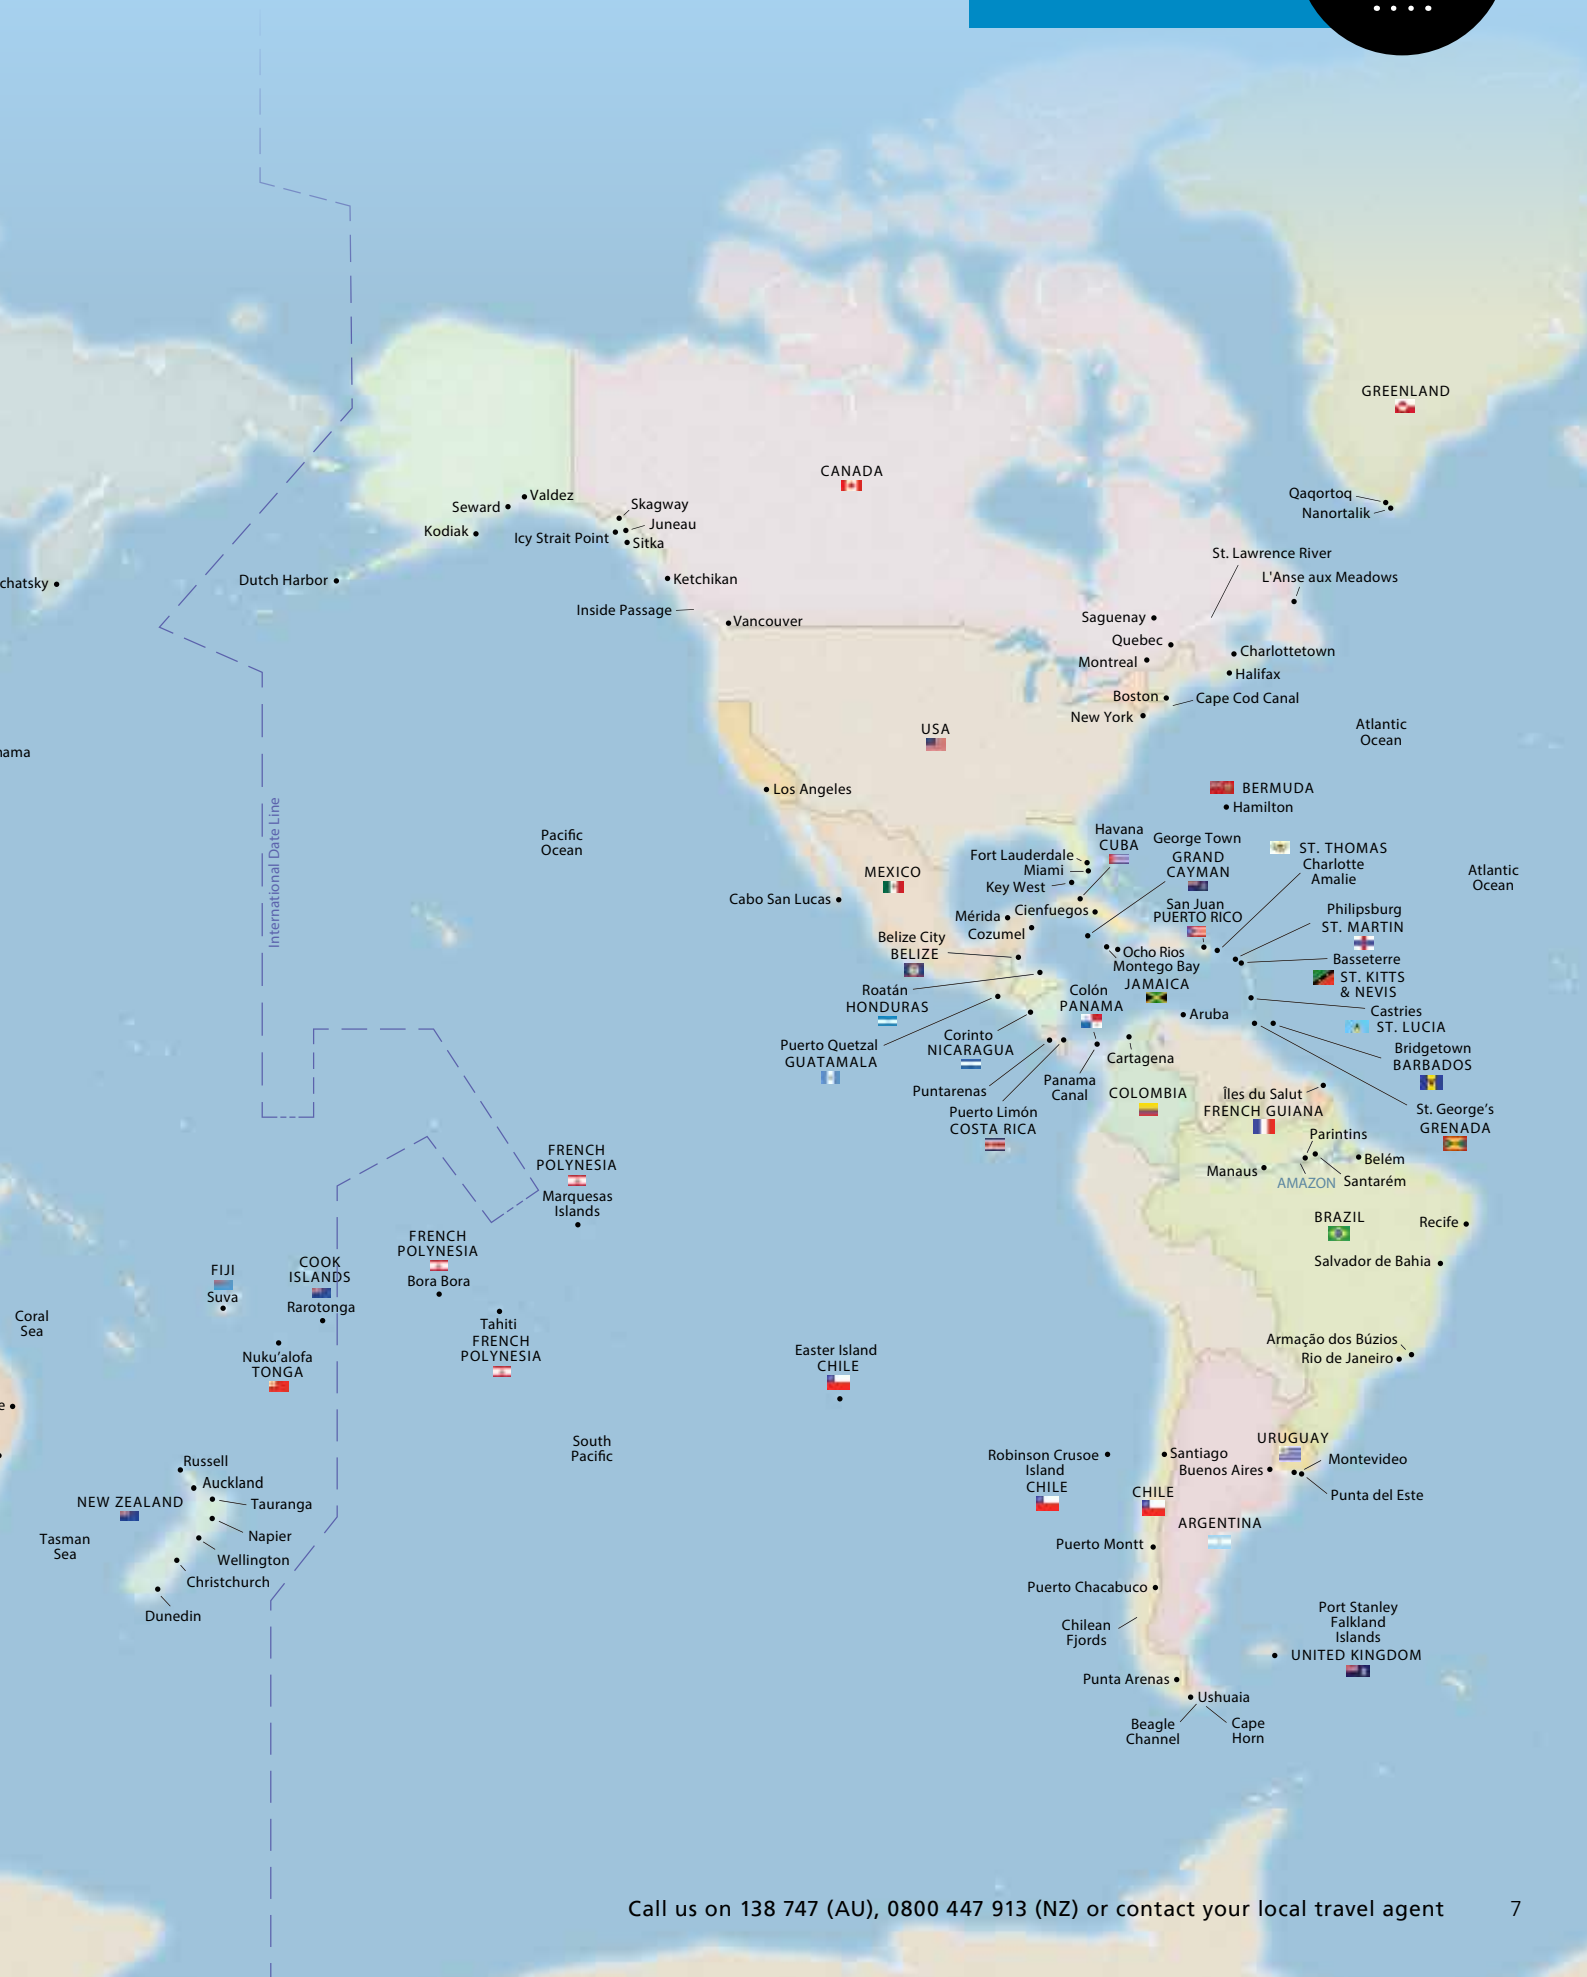 GREENLAND
CANADA
Qaqortoq
Nanortalik
Valdez
Seward
Skagway
Kodiak
Juneau
Icy Strait Point
Sitka
St. Lawrence River
L'Anse aux Meadows
chatsky
Dutch Harbor
Ketchikan
Inside Passage
Vancouver
Saguenay
Quebec
Montreal
Charlottetown
Halifax
Boston
Cape Cod Canal
New York
USA
Atlantic
Ocean
ama
Los Angeles
BERMUDA
Hamilton
International Date Line
Pacific
Ocean
Havana
CUBA
George Town
GRAND
CAYMAN
ST. THOMAS
Charlotte
Amalie
Atlantic
Ocean
Fort Lauderdale
Miami
Key West
MEXICO
Cabo San Lucas
Mérida
Cienfuegos
Cozumel
San Juan
PUERTO RICO
Philipsburg
ST. MARTIN
Belize City
BELIZE
Ocho Rios
Montego Bay
JAMAICA
Basseterre
ST. KITTS
& NEVIS
Roatán
HONDURAS
Colón
PANAMA
Aruba
Castries
ST. LUCIA
Puerto Quetzal
GUATAMALA
Corinto
NICARAGUA
Cartagena
Bridgetown
BARBADOS
Puntarenas
Panama
Canal
COLOMBIA
Îles du Salut
FRENCH GUIANA
Puerto Limón
COSTA RICA
St. George’s
GRENADA
Parintins
Belém
Manaus
AMAZON
Santarém
FRENCH
POLYNESIA
Marquesas
Islands
BRAZIL
Recife
Salvador de Bahia
FRENCH
POLYNESIA
Bora Bora
FIJI
Suva
COOK
ISLANDS
Rarotonga
Coral
Sea
Tahiti
FRENCH
POLYNESIA
Nuku’alofa
TONGA
Easter Island
CHILE
Armação dos Búzios
Rio de Janeiro
e
South
Pacific
Robinson Crusoe
Island
CHILE
Santiago
Buenos Aires
URUGUAY
Montevideo
Punta del Este
CHILE
ARGENTINA
Russell
Auckland
NEW ZEALAND
Tauranga
Napier
Tasman
Sea
Wellington
Christchurch
Dunedin
Puerto Montt
Puerto Chacabuco
Chilean
Fjords
Port Stanley
Falkland
Islands
UNITED KINGDOM
Punta Arenas
Ushuaia
Beagle
Channel
Cape
Horn
Call us on 138 747 (AU), 0800 447 913 (NZ) or contact your local travel agent
7